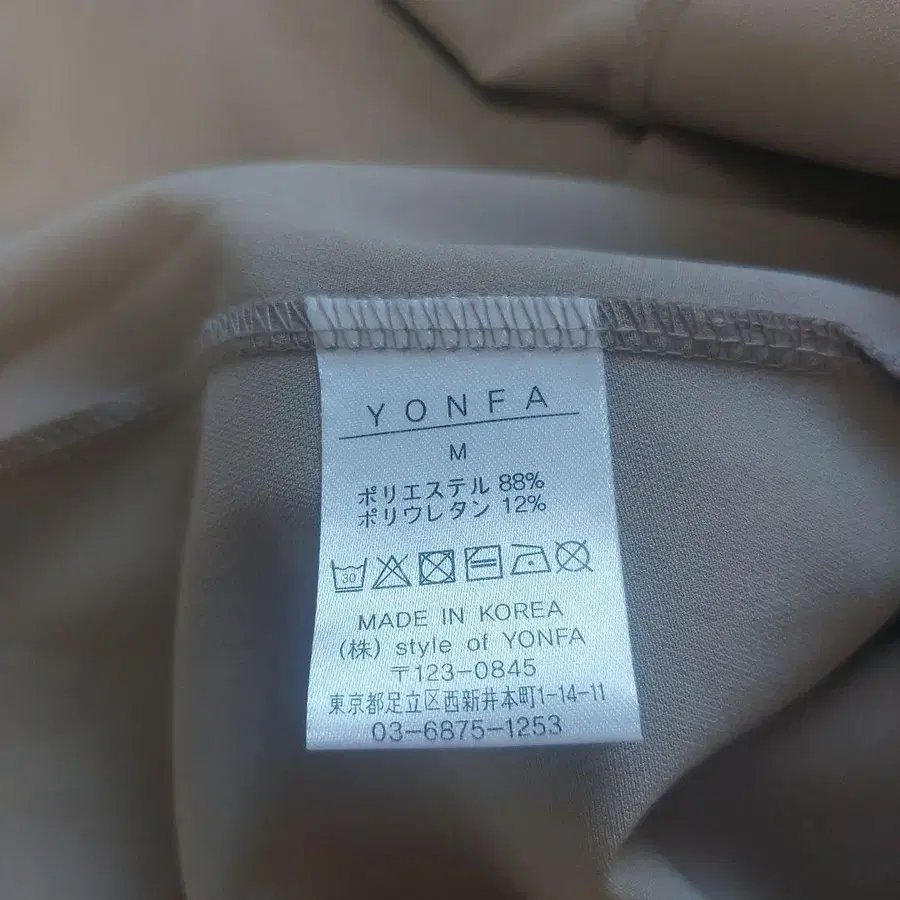 YONFA
M
ポリエステル 88%
ポリウレタン 12%
30
MADE IN KOREA
(株) style of YONFA
〒123-0845
東京都足立区西新井本町1-14-11
03-6875-1253